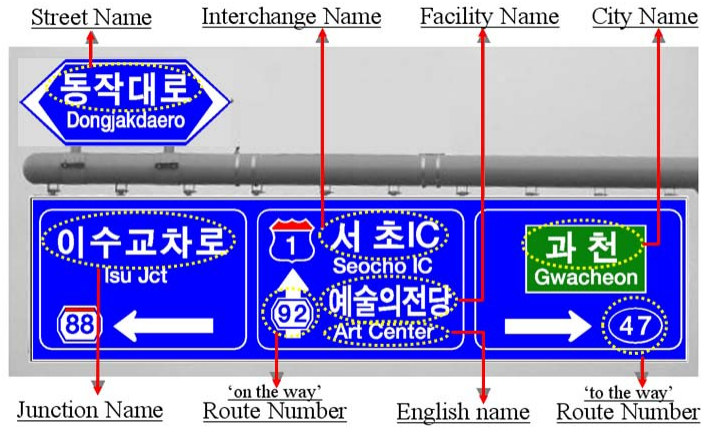 Street Name
Interchange Name
Facility Name
City Name
동작대로
Dongjakdaero
이수교차로
Isu Jct
88
1
서 초IC
Seocho IC
92
예술의전당
Art Center
과 천
Gwacheon
47
Junction Name
'on the way'
Route Number
English name
'to the way'
Route Number